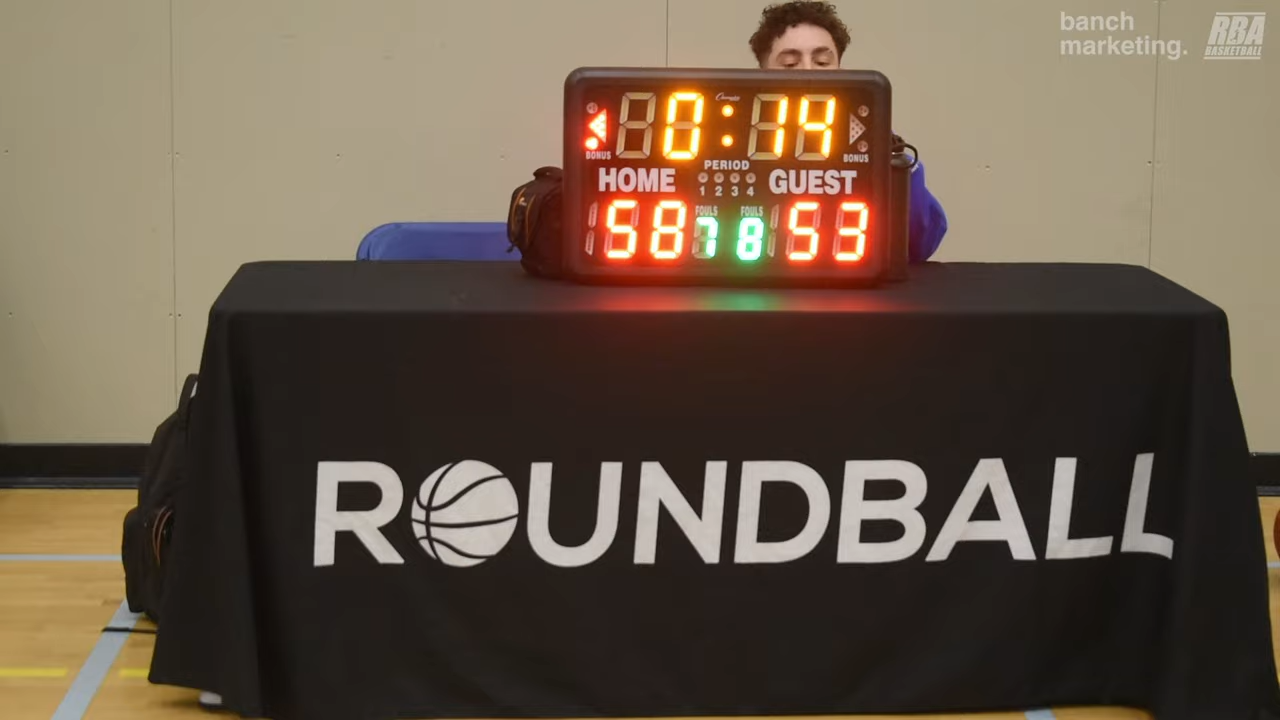 banch
marketing.
RBA
BASKETBALL
Champion
0:14
BONUS
BONUS
PERIOD
HOME
1 2 3 4
GUEST
FOULS
FOULS
58
7
8
53
ROUNDBALL